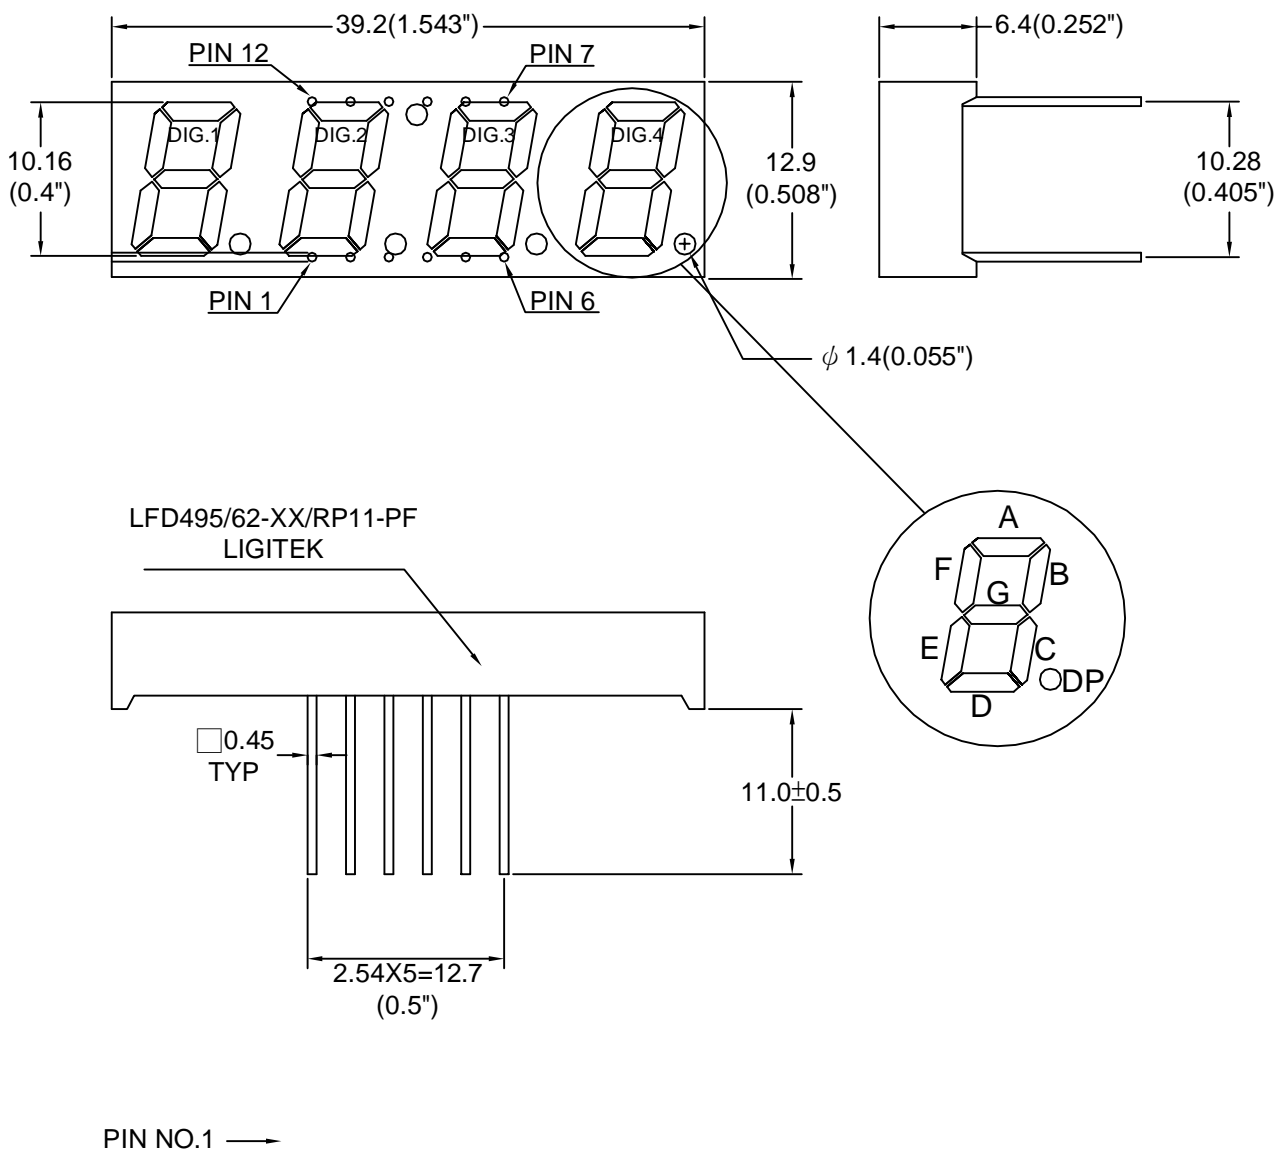 39.2(1.543")
6.4(0.252")
PIN 12
PIN 7
DIG.1
DIG.2
DIG.3
DIG.4
10.16
(0.4")
12.9
(0.508")
10.28
(0.405")
PIN 1
PIN 6
ϕ 1.4(0.055")
LFD495/62-XX/RP11-PF
LIGITEK
A
F
B
G
E
C
DP
D
□0.45
TYP
11.0±0.5
2.54X5=12.7
(0.5")
PIN NO.1